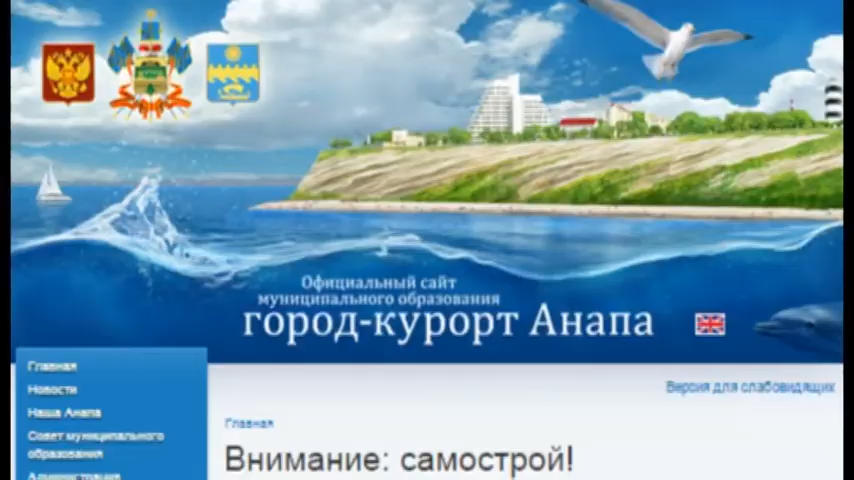 Официальный сайт
муниципального образования
город-курорт Анапа
Версия для слабовидящих
Главная
Новости
Наша Анапа
Совет муниципального
образования
Администрация
Главная
Внимание: самострой!